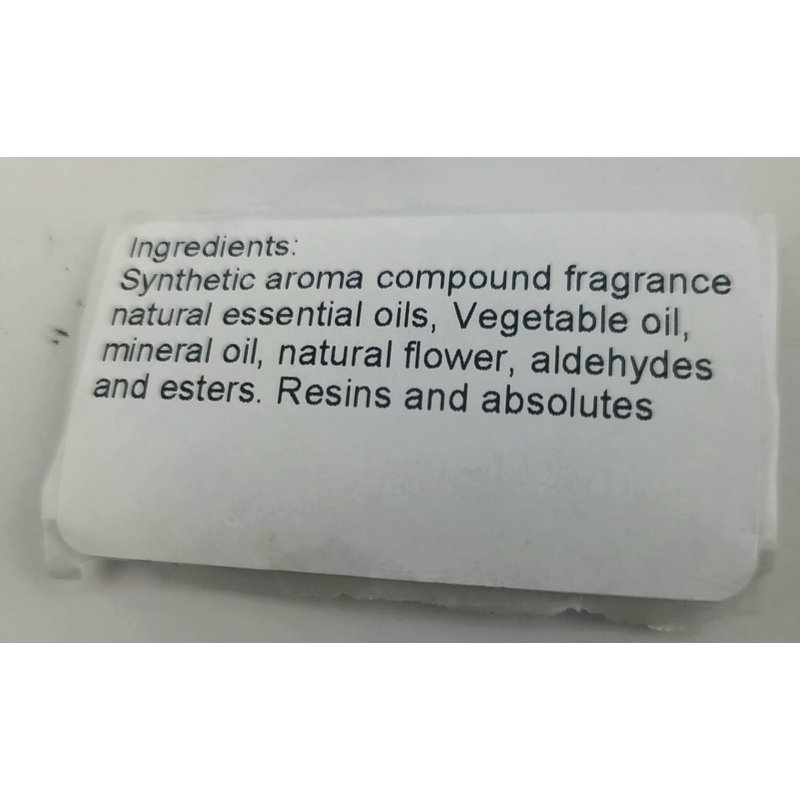 Ingredients:
Synthetic aroma compound fragrance
natural essential oils, Vegetable oil,
mineral oil, natural flower, aldehydes
and esters. Resins and absolutes